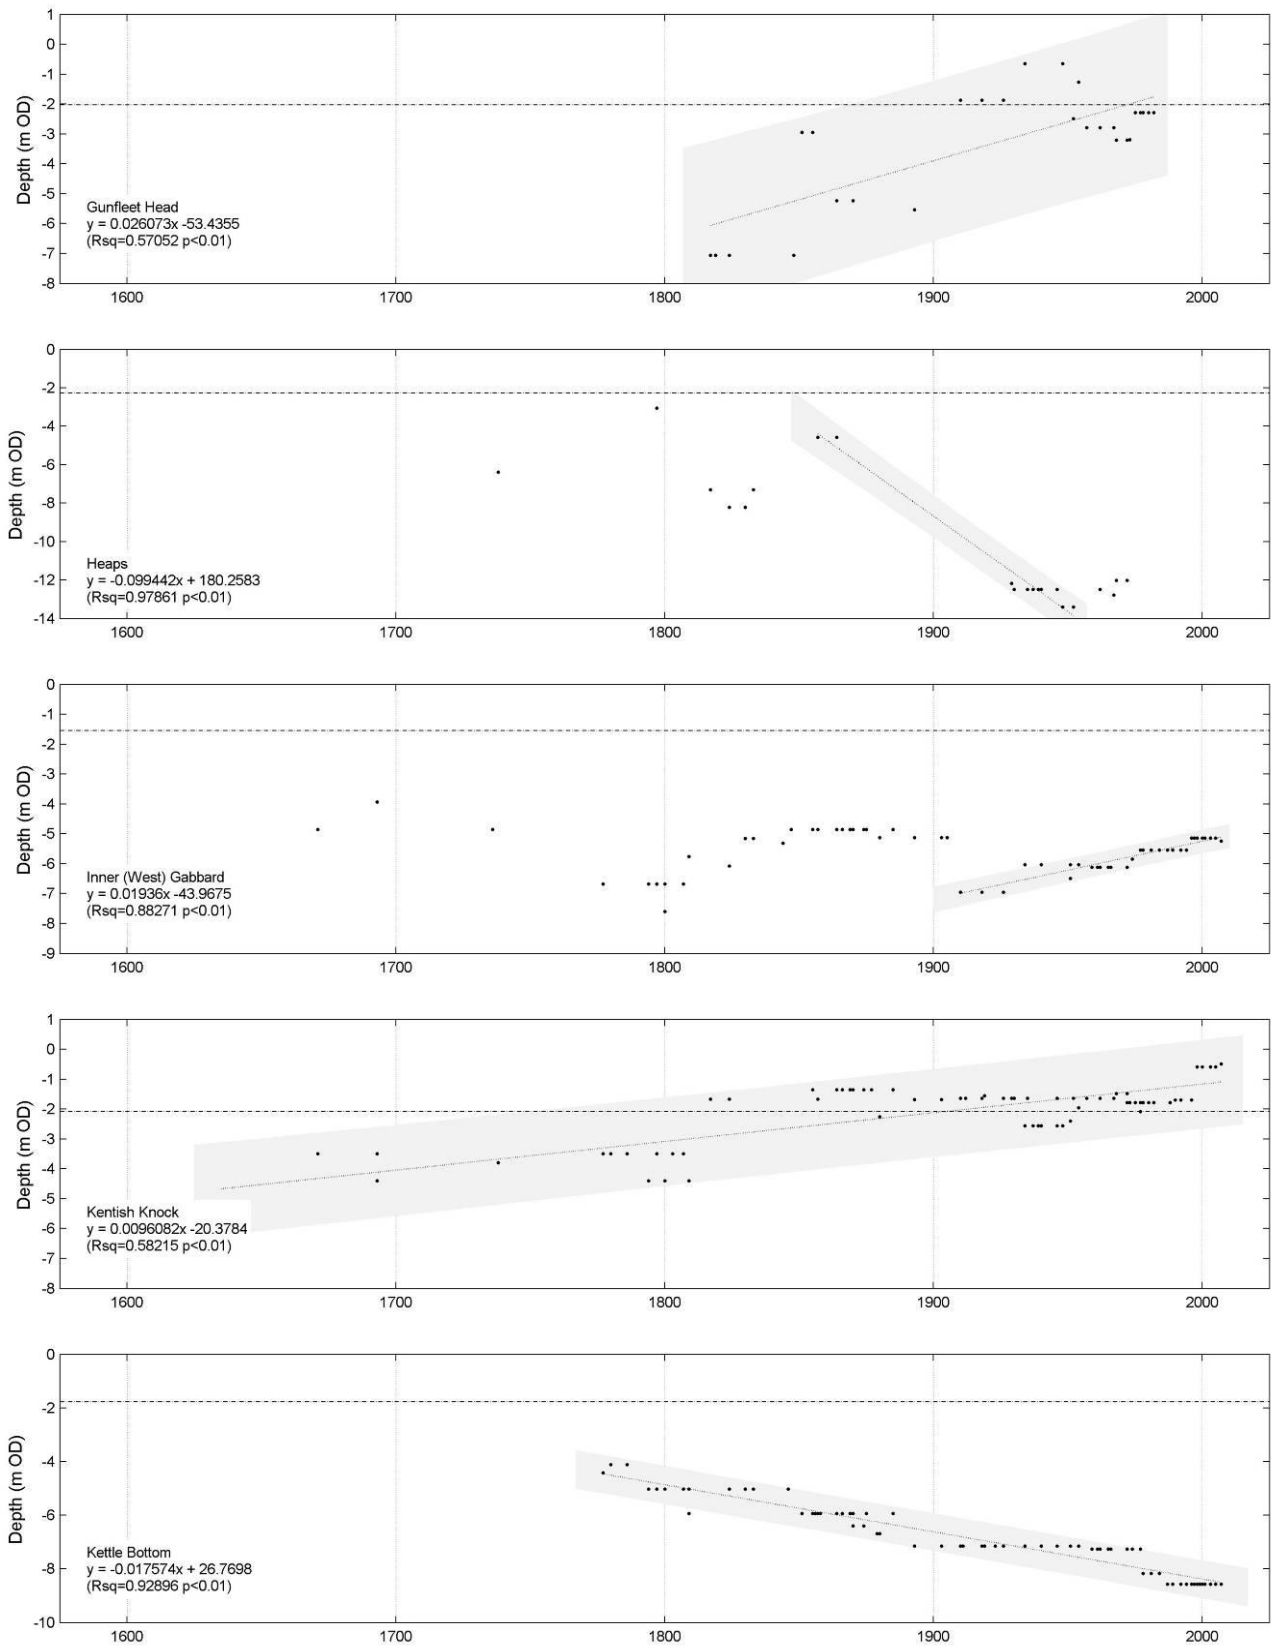 1
0
-1
-2
-3
-4
-5
-6
-7
-8
Depth (m OD)
Gunfleet Head
y = 0.026073x -53.4355
(Rsq=0.57052 p<0.01)
1600 1700 1800 1900 2000
0
-2
-4
-6
-8
-10
-12
-14
Depth (m OD)
Heaps
y = -0.099442x + 180.2583
(Rsq=0.97861 p<0.01)
1600 1700 1800 1900 2000
0
-1
-2
-3
-4
-5
-6
-7
-8
-9
Depth (m OD)
Inner (West) Gabbard
y = 0.01936x -43.9675
(Rsq=0.88271 p<0.01)
1600 1700 1800 1900 2000
1
0
-1
-2
-3
-4
-5
-6
-7
-8
Depth (m OD)
Kentish Knock
y = 0.0096082x -20.3784
(Rsq=0.58215 p<0.01)
1600 1700 1800 1900 2000
0
-2
-4
-6
-8
-10
Depth (m OD)
Kettle Bottom
y = -0.017574x + 26.7698
(Rsq=0.92896 p<0.01)
1600 1700 1800 1900 2000